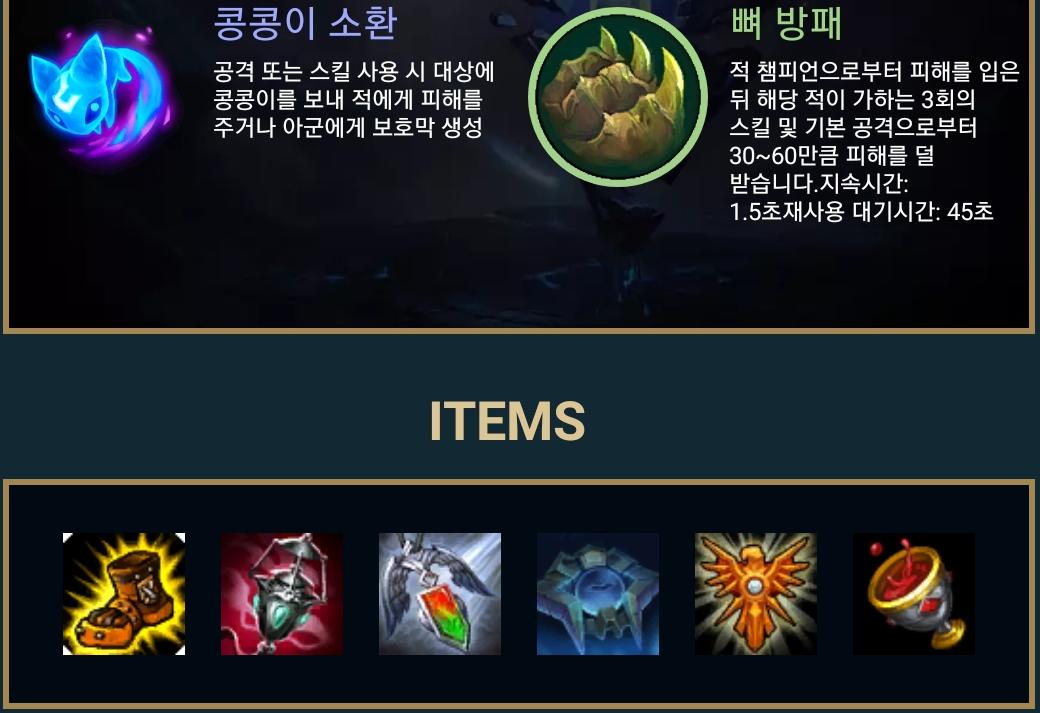 콩콩이 소환
공격 또는 스킬 사용 시 대상에
콩콩이를 보내 적에게 피해를
주거나 아군에게 보호막 생성
뼈 방패
적 챔피언으로부터 피해를 입은
뒤 해당 적이 가하는 3회의
스킬 및 기본 공격으로부터
30~60만큼 피해를 덜
받습니다.지속시간:
1.5초재사용 대기시간: 45초
ITEMS